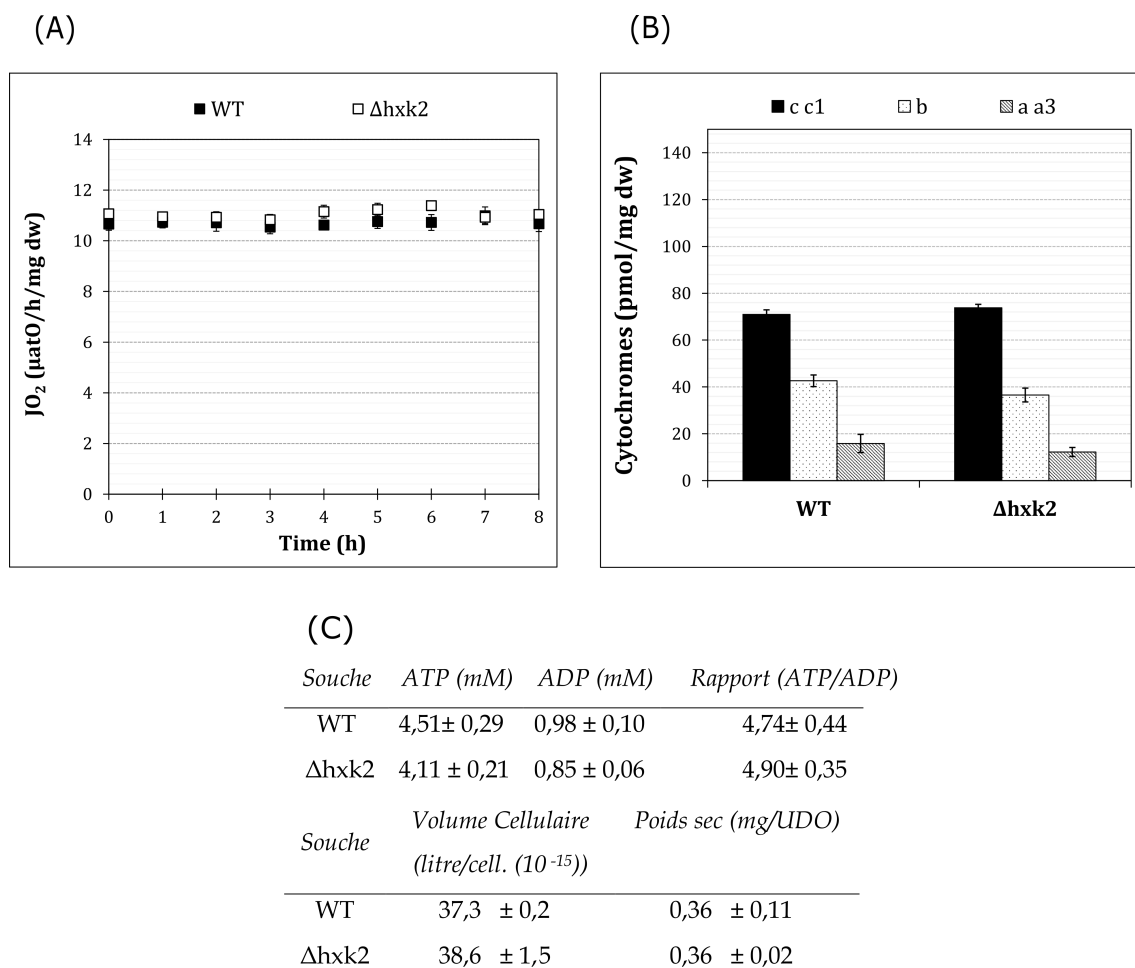 (A)
WT Δhxk2
14
12
10
8
6
4
2
0
JO2 (µatO/h/mg dw)
0 1 2 3 4 5 6 7 8
Time (h)
(B)
c c1 b a a3
140
120
100
80
60
40
20
0
Cytochromes (pmol/mg dw)
WT Δhxk2
(C)
Souche ATP (mM) ADP (mM) Rapport (ATP/ADP)
WT 4,51± 0,29 0,98 ± 0,10 4,74± 0,44
Δhxk2 4,11 ± 0,21 0,85 ± 0,06 4,90± 0,35
Souche Volume Cellulaire Poids sec (mg/UDO)
(litre/cell. (10 -15))
WT 37,3 ± 0,2 0,36 ± 0,11
Δhxk2 38,6 ± 1,5 0,36 ± 0,02